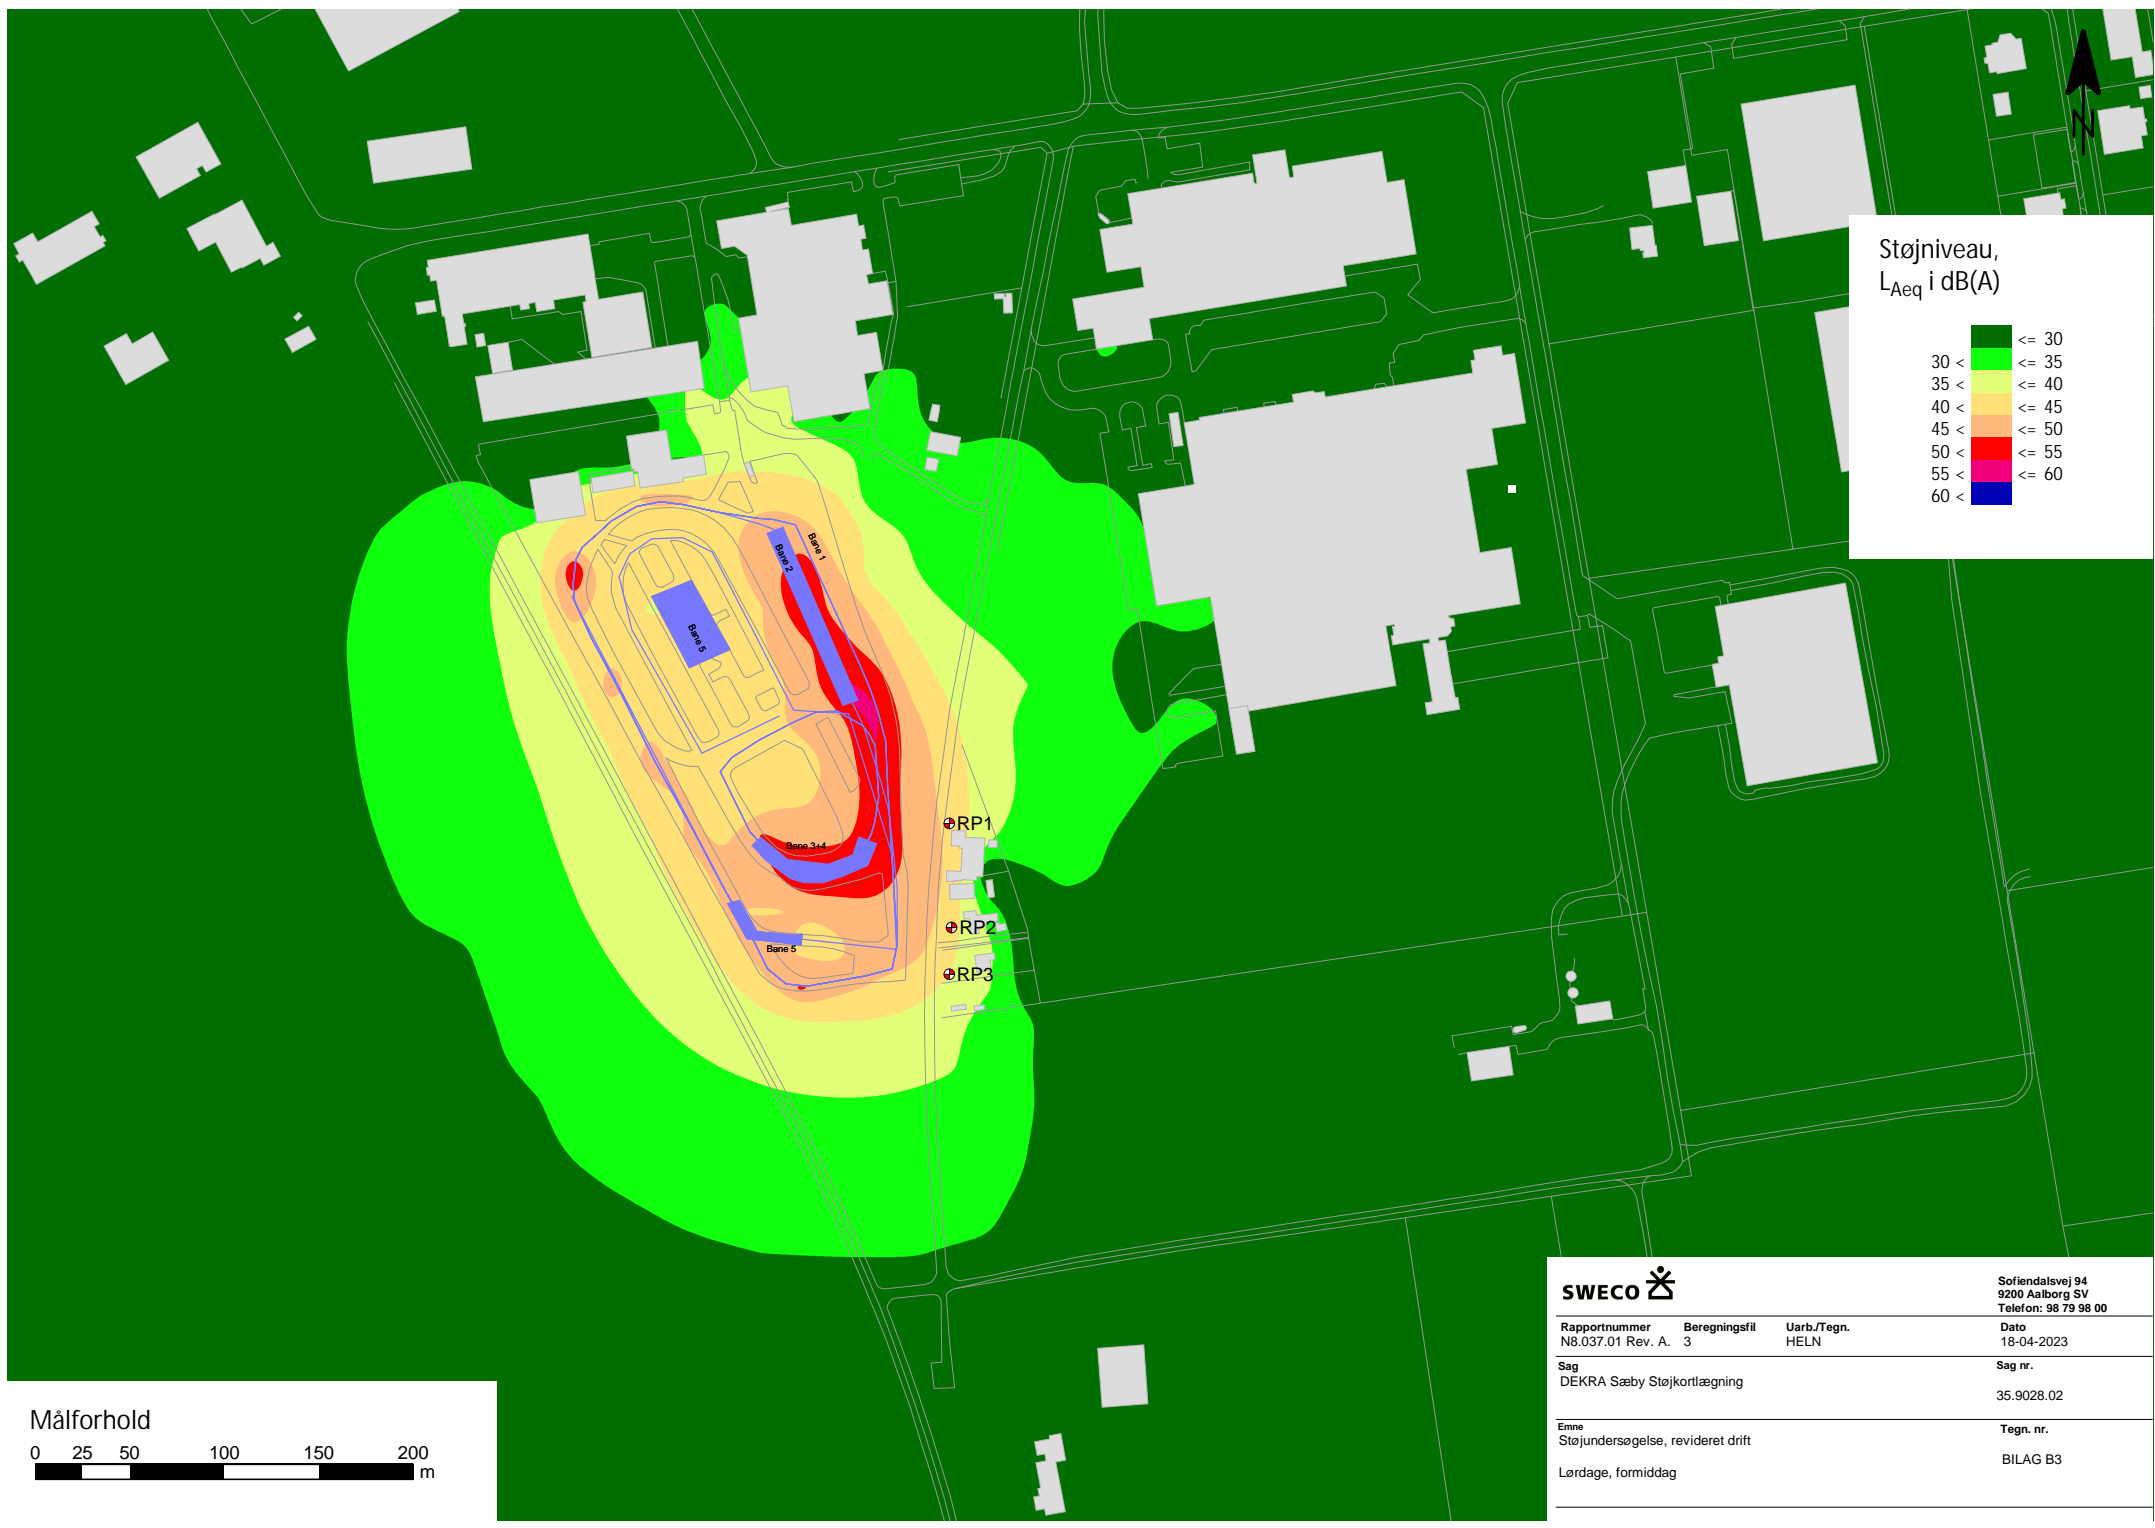 N
Støjniveau,
LAeq i dB(A)
<= 30
30 < <= 35
35 < <= 40
40 < <= 45
45 < <= 50
50 < <= 55
55 < <= 60
60 <
Bane 1
Bane 2
Bane 5
Bane 3+4
Bane 5
RP1
RP2
RP3
Målforhold
0 25 50 100 150 200
m
SWECO
Sofiendalsvej 94
9200 Aalborg SV
Telefon: 98 79 98 00
Rapportnummer Beregningsfil Uarb./Tegn. Dato
N8.037.01 Rev. A. 3 HELN 18-04-2023
Sag Sag nr.
DEKRA Sæby Støjkortlægning
35.9028.02
Emne Tegn. nr.
Støjundersøgelse, revideret drift
BILAG B3
Lørdage, formiddag